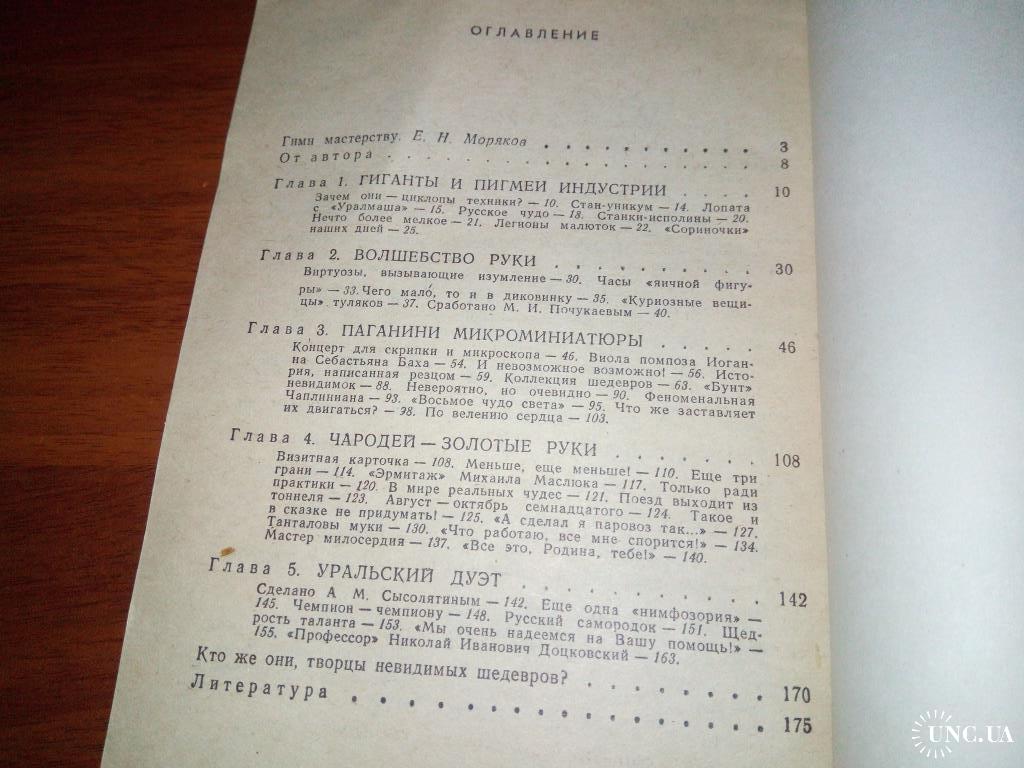 ОГЛАВЛЕНИЕ
Гимн мастерству. Е. Н. Моряков . . . . . . . . . . . 3
От автора . . . . . . . . . . . . . . . . . . 8
Глава 1. ГИГАНТЫ И ПИГМЕИ ИНДУСТРИИ . . . . 10
Зачем они — циклопы техники? — 10. Стан-уникум — 14. Лопата
с «Уралмаша» — 15. Русское чудо — 18. Станки-исполины — 20.
Нечто более мелкое — 21. Легионы малюток — 22. «Сориночки»
наших дней — 25.
Глава 2. ВОЛШЕБСТВО РУКИ . . . . . . . . . . 30
Виртуозы, вызывающие изумление — 30. Часы «яичной фигу-
ры» — 33. Чего мало, то и в диковинку — 35. «Куриозные вещи-
цы» туляков — 37. Сработано М. И. Почукаевым — 40.
Глава 3. ПАГАНИНИ МИКРОМИНИАТЮРЫ . . . . . 46
Концерт для скрипки и микроскопа — 46. Виола помпоза Иоган-
на Себастьяна Баха — 54. И невозможное возможно! — 56. Исто-
рия, написанная резцом — 59. Коллекция шедевров — 63. «Бунт»
невидимок — 88. Невероятно, но очевидно — 90. Феноменальная
Чаплиниана — 93. «Восьмое чудо света» — 95. Что же заставляет
их двигаться? — 98. По велению сердца — 103.
Глава 4. ЧАРОДЕЙ — ЗОЛОТЫЕ РУКИ . . . . . . . 108
Визитная карточка — 108. Меньше, еще меньше! — 110. Еще три
грани — 114. «Эрмитаж» Михаила Маслюка — 117. Только ради
практики — 120. В мире реальных чудес — 121. Поезд выходит из
тоннеля — 123. Август — октябрь семнадцатого — 124. Такое и
в сказке не придумать! — 125. «А сделал я паровоз так...» — 127.
Танталовы муки — 130. «Что работаю, все мне спорится!» — 134.
Мастер милосердия — 137. «Все это, Родина, тебе!» — 140.
Глава 5. УРАЛЬСКИЙ ДУЭТ . . . . . . . . . . . 142
Сделано А М. Сысолятиным — 142. Еще одна «нимфозория» —
145. Чемпион — чемпиону — 148. Русский самородок — 151. Щед-
рость таланта — 153. «Мы очень надеемся на Вашу помощь!» —
155. «Профессор» Николай Иванович Доцковский — 163.
Кто же они, творцы невидимых шедевров? . . . . . . . . 170
Литература . . . . . . . . . . . . . . . . . 175
UNC.UA